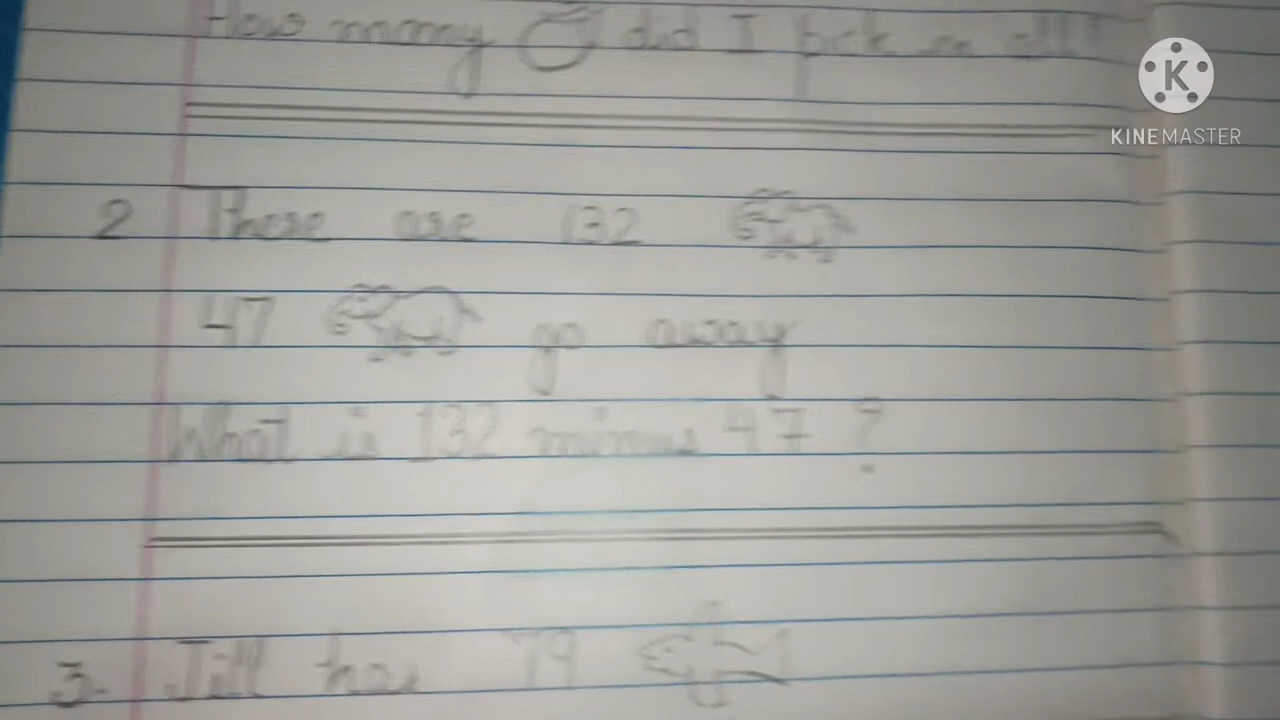 How many did I pick in all?
K
KINEMASTER
2 There are 132
47 go away
What is 132 minus 47 ?
3. Jill has 79